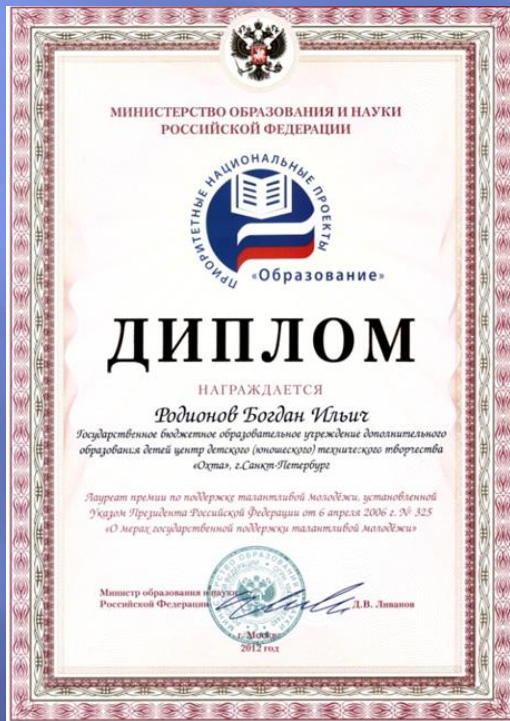 МИНИСТЕРСТВО ОБРАЗОВАНИЯ И НАУКИ
РОССИЙСКОЙ ФЕДЕРАЦИИ
ПРИОРИТЕТНЫЕ НАЦИОНАЛЬНЫЕ ПРОЕКТЫ
«Образование»
ДИПЛОМ
НАГРАЖДАЕТСЯ
Родионов Богдан Ильич
Государственное бюджетное образовательное учреждение дополнительного
образования детей центр детского (юношеского) технического творчества
«Охта», г.Санкт-Петербург
Лауреат премии по поддержке талантливой молодёжи, установленной
Указом Президента Российской Федерации от 6 апреля 2006 г. № 325
«О мерах государственной поддержки талантливой молодёжи»
Министр образования и науки
Российской Федерации
Д.В. Ливанов
г. Москва
2012 год